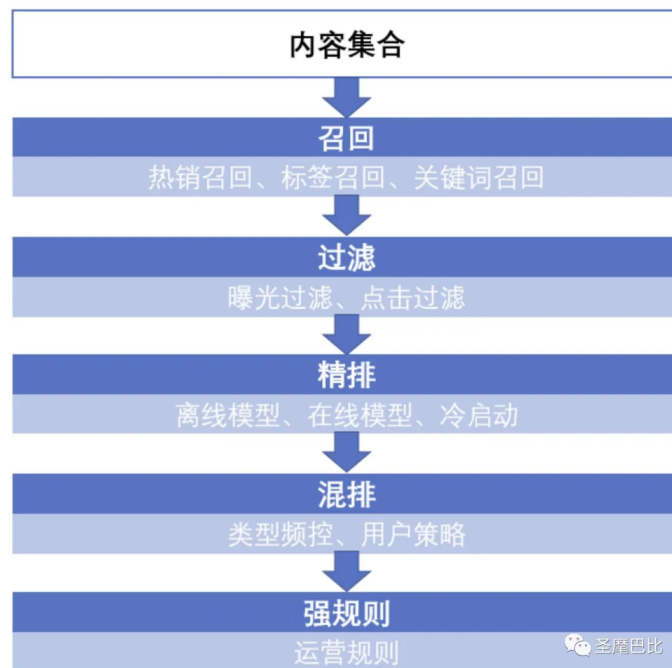 内容集合
召回
热销召回、标签召回、关键词召回
过滤
曝光过滤、点击过滤
精排
离线模型、在线模型、冷启动
混排
类型频控、用户策略
强规则
运营规则
圣麾巴比